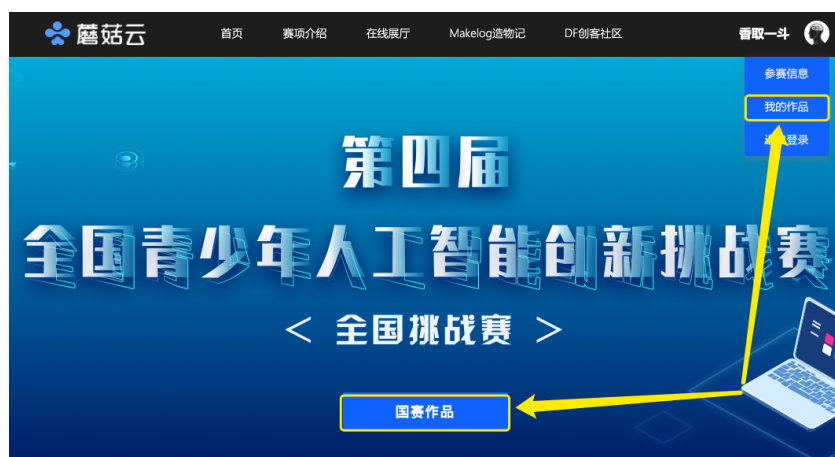 蘑菇云 首页 赛项介绍 在线展厅 Makelog造物记 DF创客社区 香取一斗
参赛信息
我的作品
登录
第四届
全国青少年人工智能创新挑战赛
< 全国挑战赛 >
国赛作品